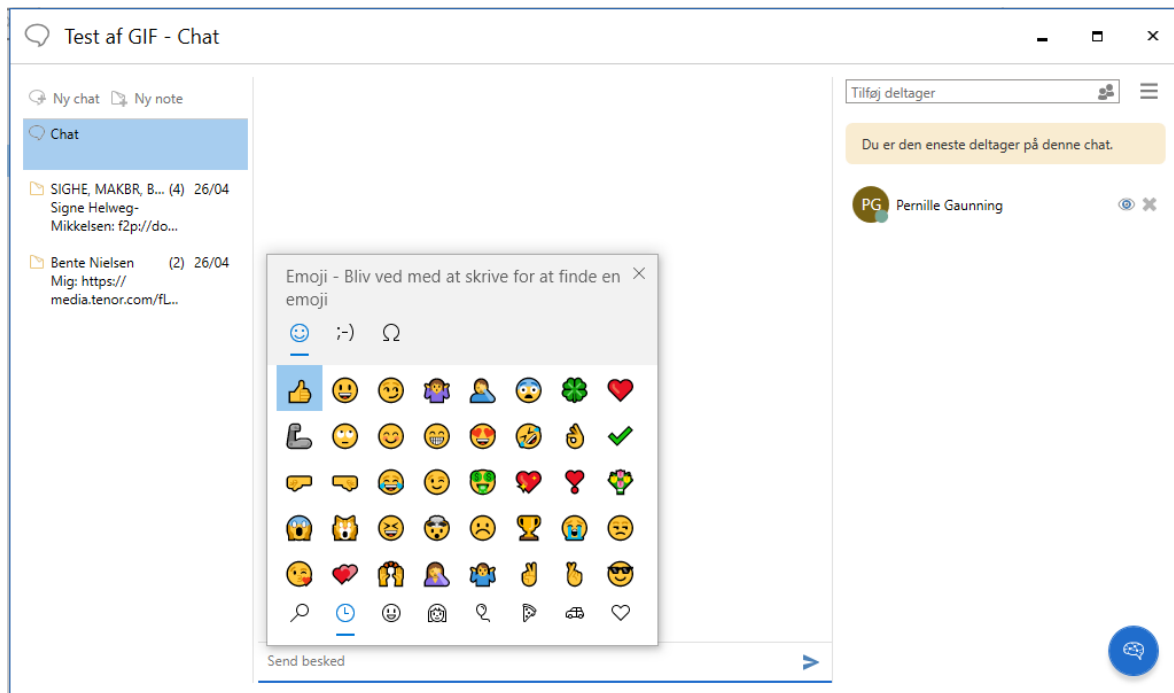 Test af GIF - Chat
Ny chat Ny note
Chat
SIGHE, MAKBR, B... (4) 26/04
Signe Helweg-
Mikkelsen: f2p://do...
Bente Nielsen (2) 26/04
Mig: https://
media.tenor.com/fL...
Emoji - Bliv ved med at skrive for at finde en
emoji
;-) Ω
Send besked
Tilføj deltager
Du er den eneste deltager på denne chat.
PG Pernille Gaunning